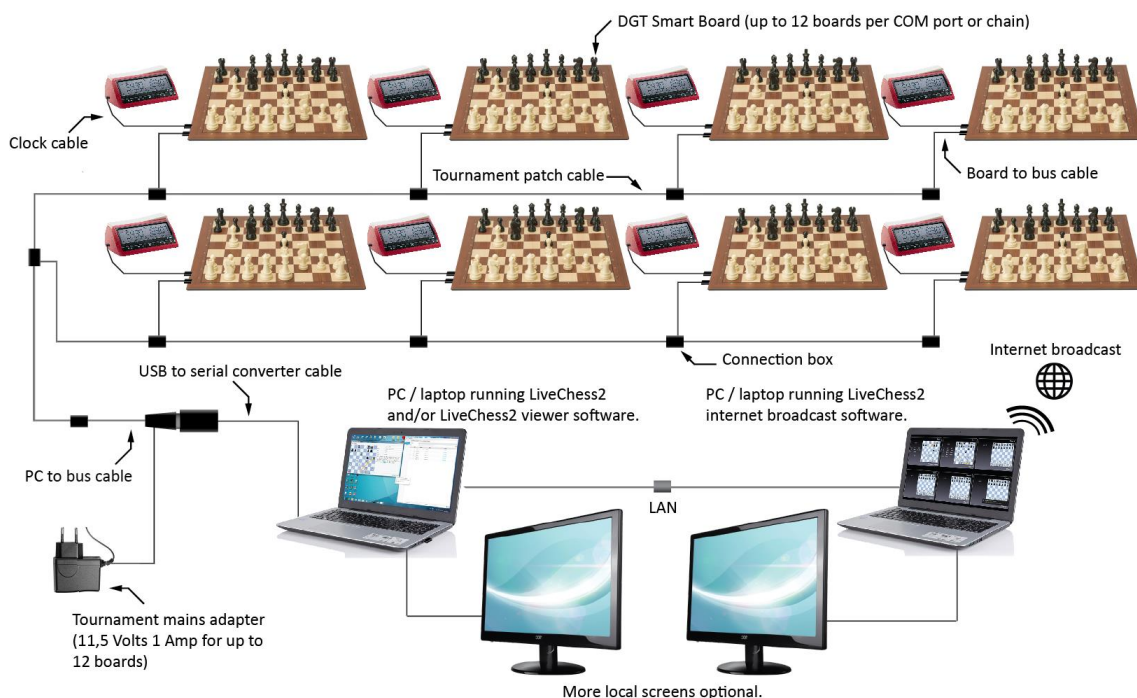 DGT Smart Board (up to 12 boards per COM port or chain)
Clock cable
Tournament patch cable
Board to bus cable
Connection box
Internet broadcast
USB to serial converter cable
PC / laptop running LiveChess2
and/or LiveChess2 viewer software.
PC / laptop running LiveChess2
internet broadcast software.
PC to bus cable
LAN
Tournament mains adapter
(11,5 Volts 1 Amp for up to
12 boards)
More local screens optional.